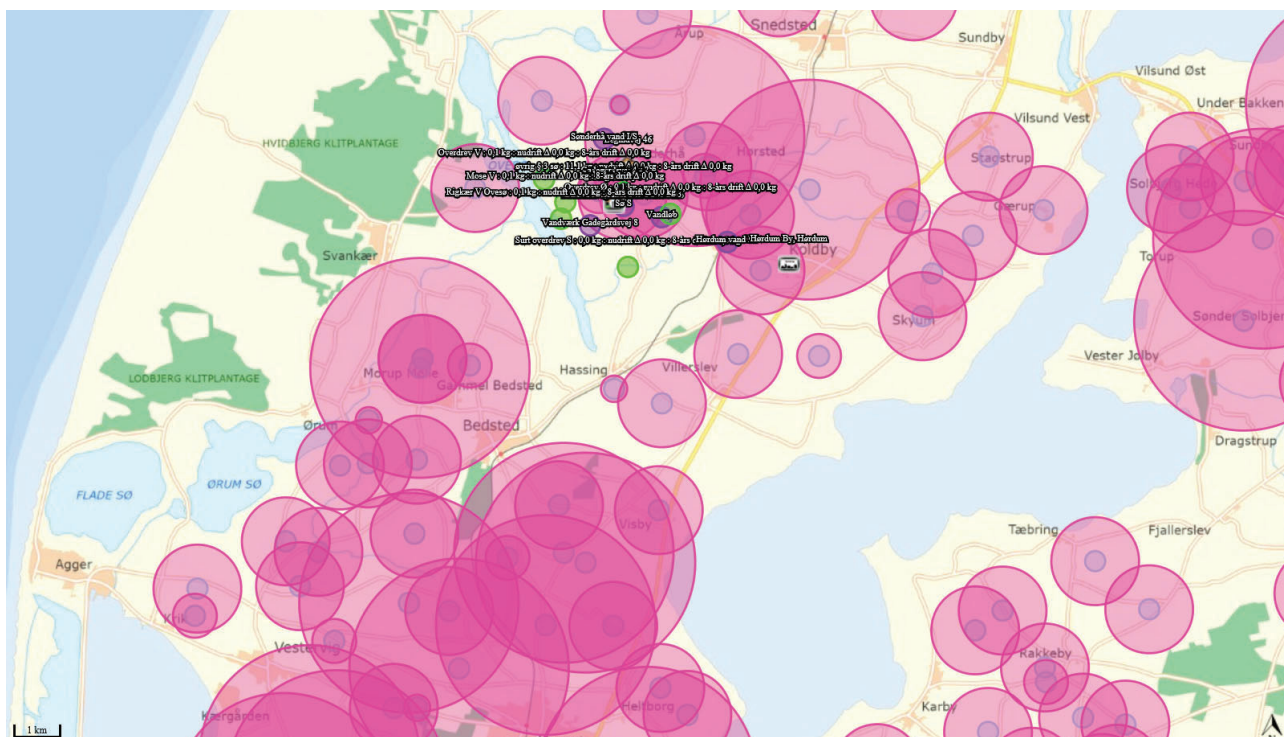 Snedsted
Årup
Sundby
Vilsund Øst
Under Bakken
Vilsund Vest
HVIDBJERG KLITPLANTAGE
Sønderhå vand I/S
Overdrev V : 0,1 kg : nudrift Δ 0,0 kg : 8-års drift Δ 0,0 kg
Hørsted
Stagstrup
Mose V : 0,1 kg : nudrift Δ 0,0 kg : 8-års drift Δ 0,0 kg
Solbjerg Hede
Rigkær V Ovesø : 0,1 kg : nudrift Δ 0,0 kg : 8-års drift Δ 0,0 kg
Sø S
Vandløb
Gærup
Vandværk Gadegårdsvej 8
Surt overdrev S : 0,0 kg : nudrift Δ 0,0 kg : 8-års
Hørdum vand
Hørdum By, Hørdum
Koldby
Svankær
Skyum
Sønder Solbjerg
Vester Jølby
Hassing
Villerslev
Morup Mølle
Gammel Bedsted
LODBJERG KLITPLANTAGE
Ørum
Bedsted
Dragstrup
FLADE SØ
ØRUM SØ
Visby
Tæbring
Fjallerslev
Agger
Krik
Vestervig
Rakkeby
Kærgården
Heltborg
Karby
1 km